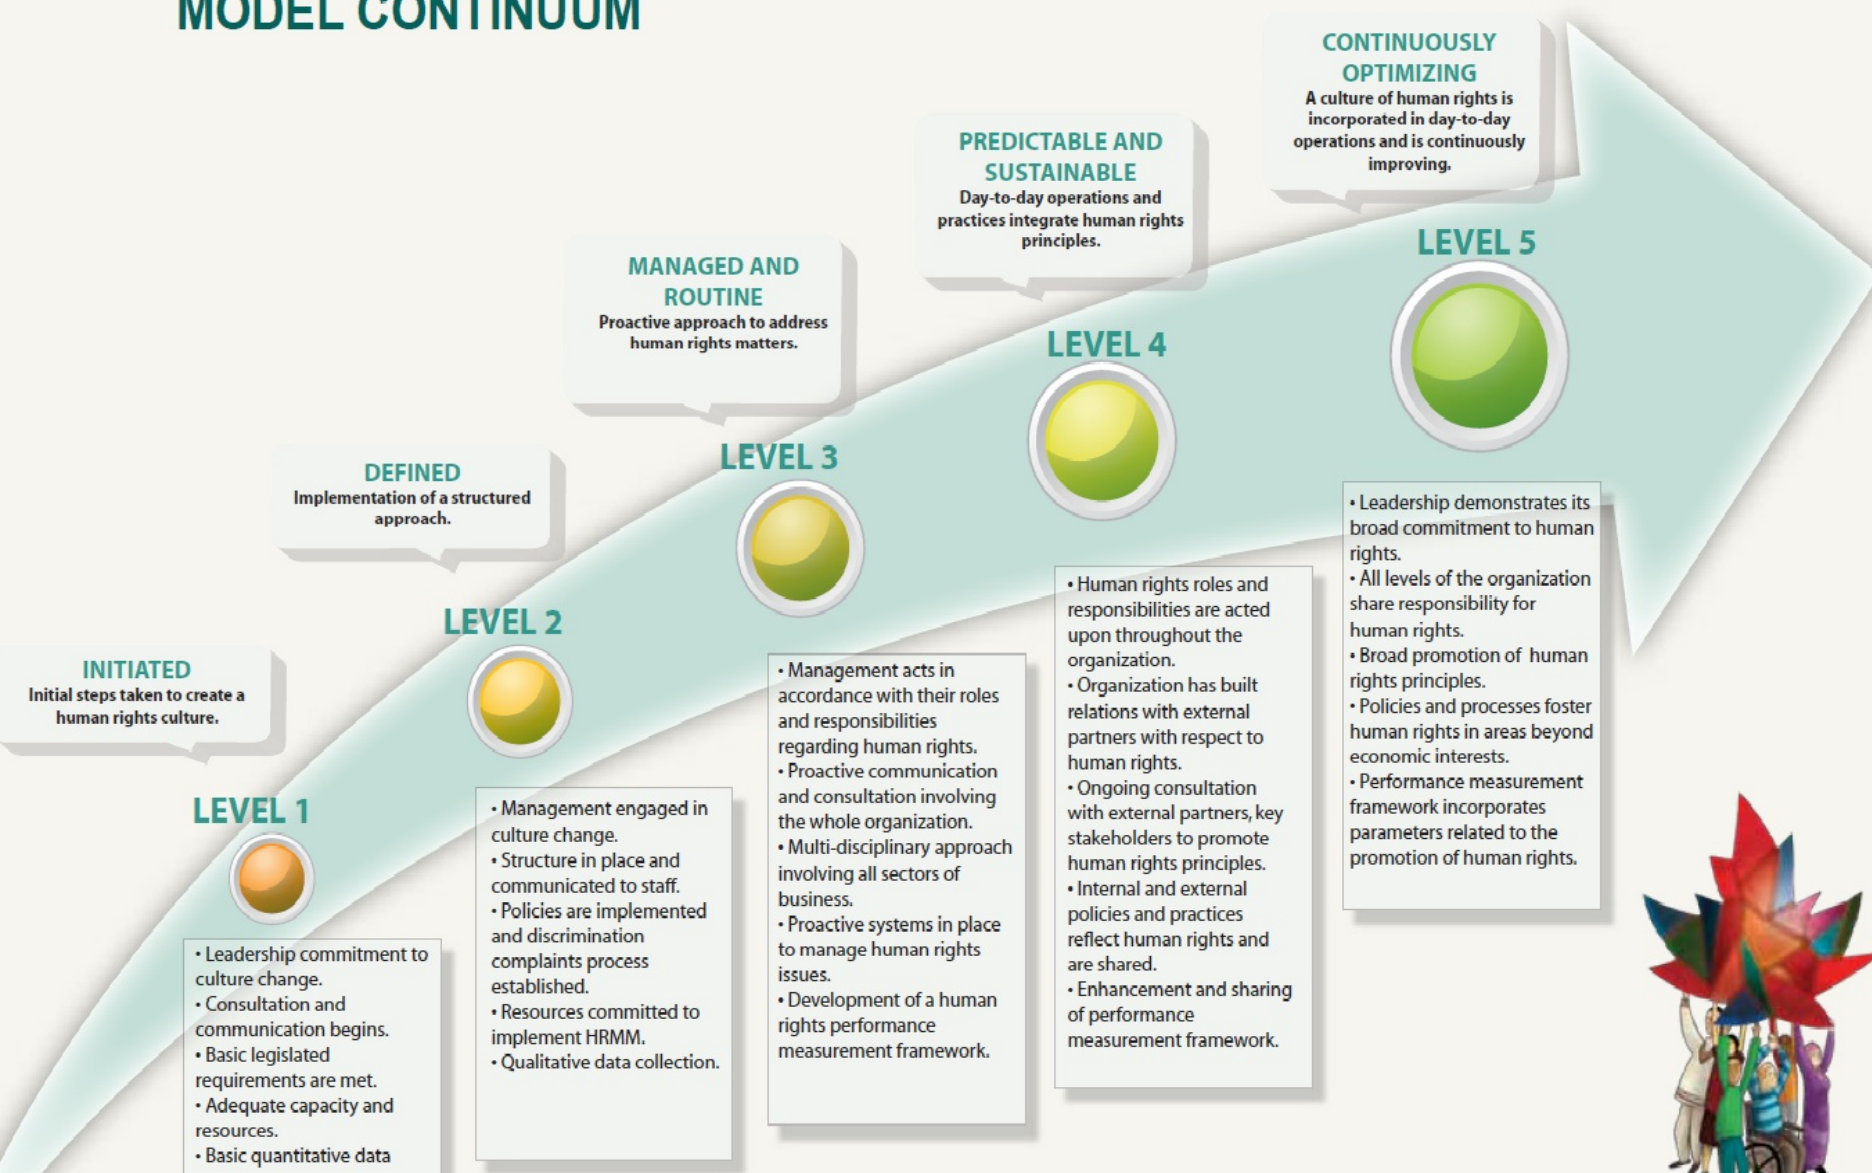 MODEL CONTINUUM
INITIATED
Initial steps taken to create a
human rights culture.
LEVEL 1
• Leadership commitment to
culture change.
• Consultation and
communication begins.
• Basic legislated
requirements are met.
• Adequate capacity and
resources.
• Basic quantitative data
DEFINED
Implementation of a structured
approach.
LEVEL 2
• Management engaged in
culture change.
• Structure in place and
communicated to staff.
• Policies are implemented
and discrimination
complaints process
established.
• Resources committed to
implement HRMM.
• Qualitative data collection.
MANAGED AND
ROUTINE
Proactive approach to address
human rights matters.
LEVEL 3
• Management acts in
accordance with their roles
and responsibilities
regarding human rights.
• Proactive communication
and consultation involving
the whole organization.
• Multi-disciplinary approach
involving all sectors of
business.
• Proactive systems in place
to manage human rights
issues.
• Development of a human
rights performance
measurement framework.
PREDICTABLE AND
SUSTAINABLE
Day-to-day operations and
practices integrate human rights
principles.
LEVEL 4
• Human rights roles and
responsibilities are acted
upon throughout the
organization.
• Organization has built
relations with external
partners with respect to
human rights.
• Ongoing consultation
with external partners, key
stakeholders to promote
human rights principles.
• Internal and external
policies and practices
reflect human rights and
are shared.
• Enhancement and sharing
of performance
measurement framework.
CONTINUOUSLY
OPTIMIZING
A culture of human rights is
incorporated in day-to-day
operations and is continuously
improving.
LEVEL 5
• Leadership demonstrates its
broad commitment to human
rights.
• All levels of the organization
share responsibility for
human rights.
• Broad promotion of human
rights principles.
• Policies and processes foster
human rights in areas beyond
economic interests.
• Performance measurement
framework incorporates
parameters related to the
promotion of human rights.